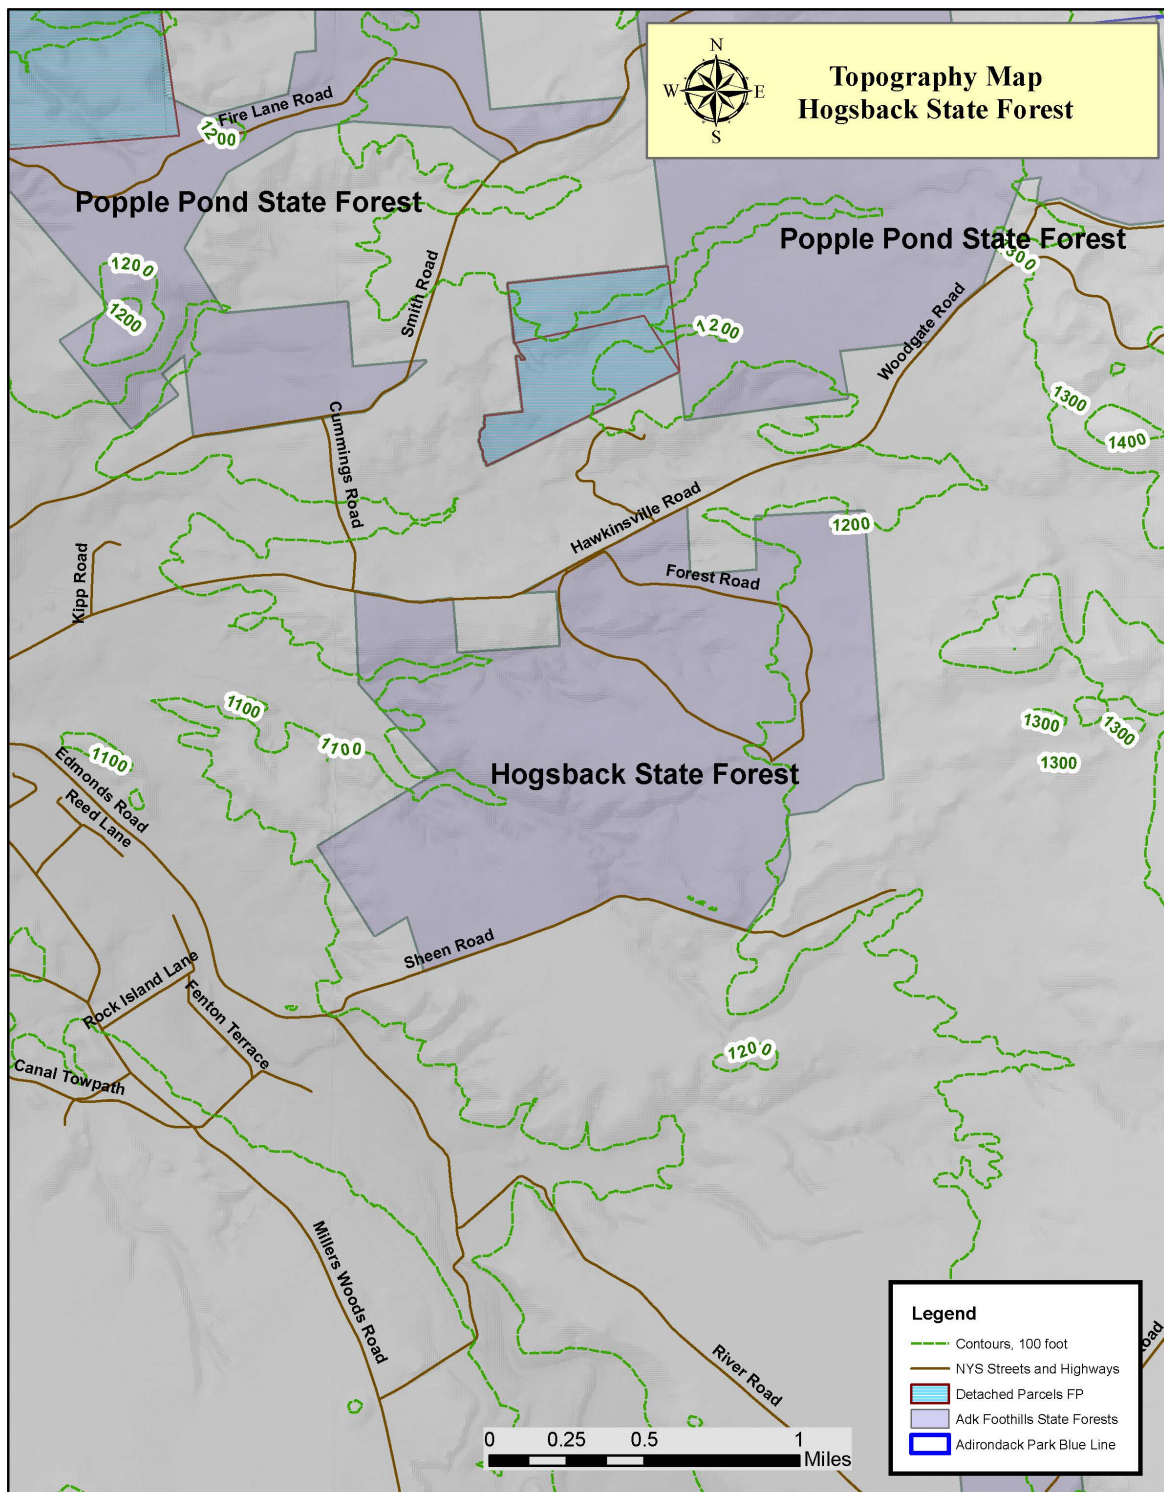 Topography Map
Hogsback State Forest
N
W E
S
Fire Lane Road
1200
Popple Pond State Forest
Popple Pond State Forest
1200
1200
Smith Road
1200
1300
Woodgate Road
1300
1400
Cummings Road
Hawkinsville Road
1200
Kipp Road
Forest Road
1100
1100
1100
1300
1300
1300
Hogsback State Forest
Edmonds Road
Reed Lane
Sheen Road
Rock Island Lane
Fenton Terrace
Canal Towpath
1200
Millers Woods Road
River Road
Road
Legend
Contours, 100 foot
NYS Streets and Highways
Detached Parcels FP
Adk Foothills State Forests
Adirondack Park Blue Line
0 0.25 0.5 1
Miles